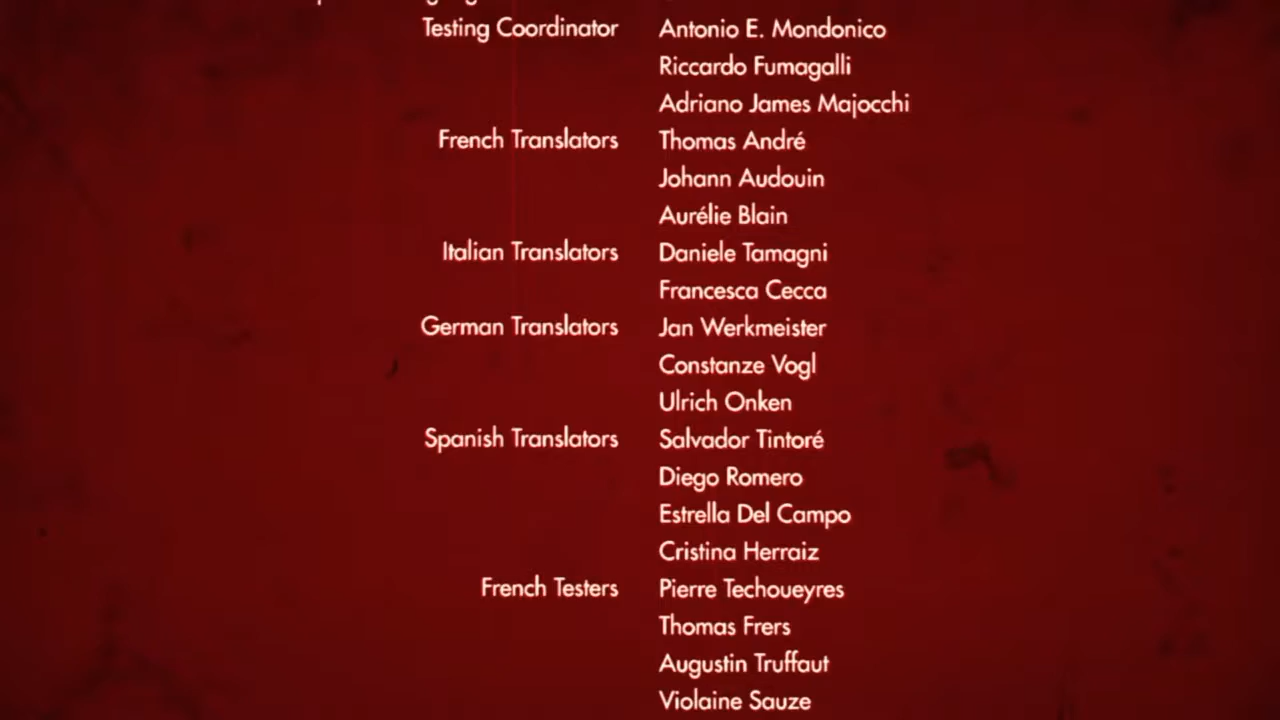 Testing Coordinator Antonio E. Mondonico
Riccardo Fumagalli
Adriano James Majocchi
French Translators Thomas André
Johann Audouin
Aurélie Blain
Italian Translators Daniele Tamagni
Francesca Cecca
German Translators Jan Werkmeister
Constanze Vogl
Ulrich Onken
Spanish Translators Salvador Tintoré
Diego Romero
Estrella Del Campo
Cristina Herraiz
French Testers Pierre Techoueyres
Thomas Frers
Augustin Truffaut
Violaine Sauze